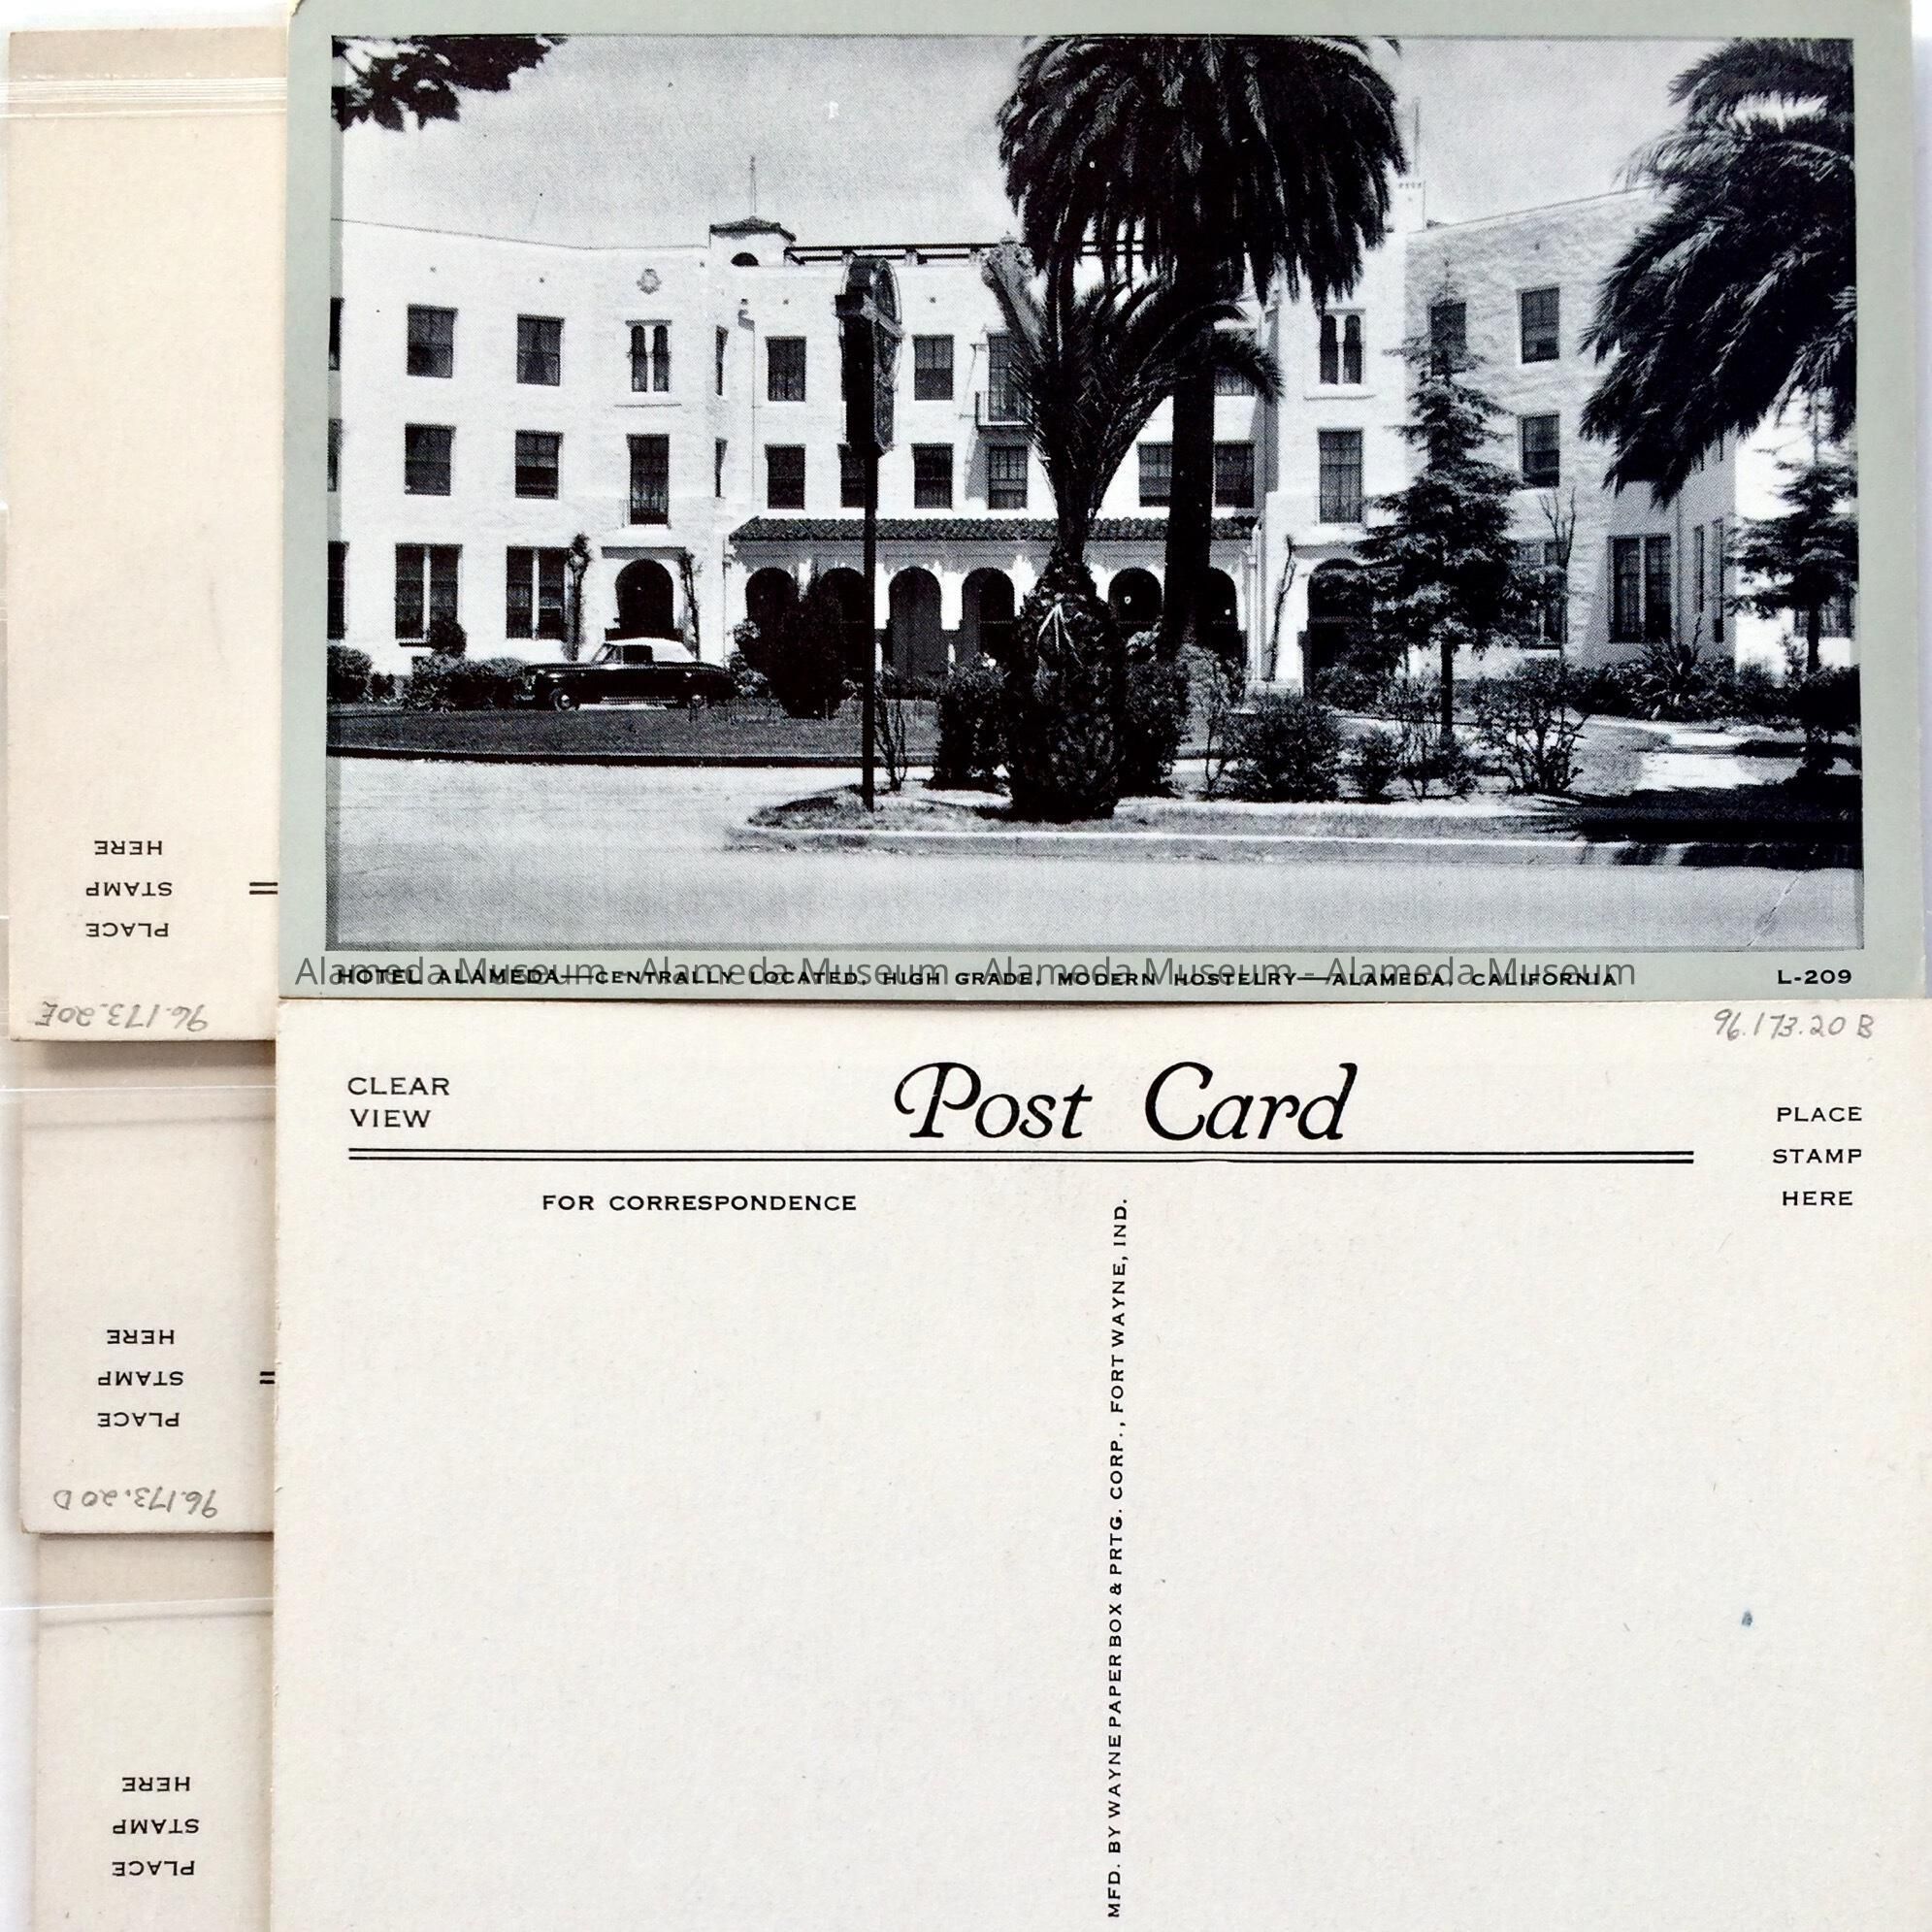 HOTEL ALAMEDA—CENTRALLY LOCATED, HIGH GRADE, MODERN HOSTELRY—ALAMEDA, CALIFORNIA L-209
Alameda Museum - Alameda Museum - Alameda Museum - Alameda Museum
96.173.20 B
CLEAR
VIEW
Post Card
PLACE
STAMP
HERE
FOR CORRESPONDENCE
MFD. BY WAYNE PAPER BOX & PRTG. CORP., FORT WAYNE, IND.
PLACE
STAMP
HERE
96.173.20E
PLACE
STAMP
HERE
96.173.20 D
PLACE
STAMP
HERE